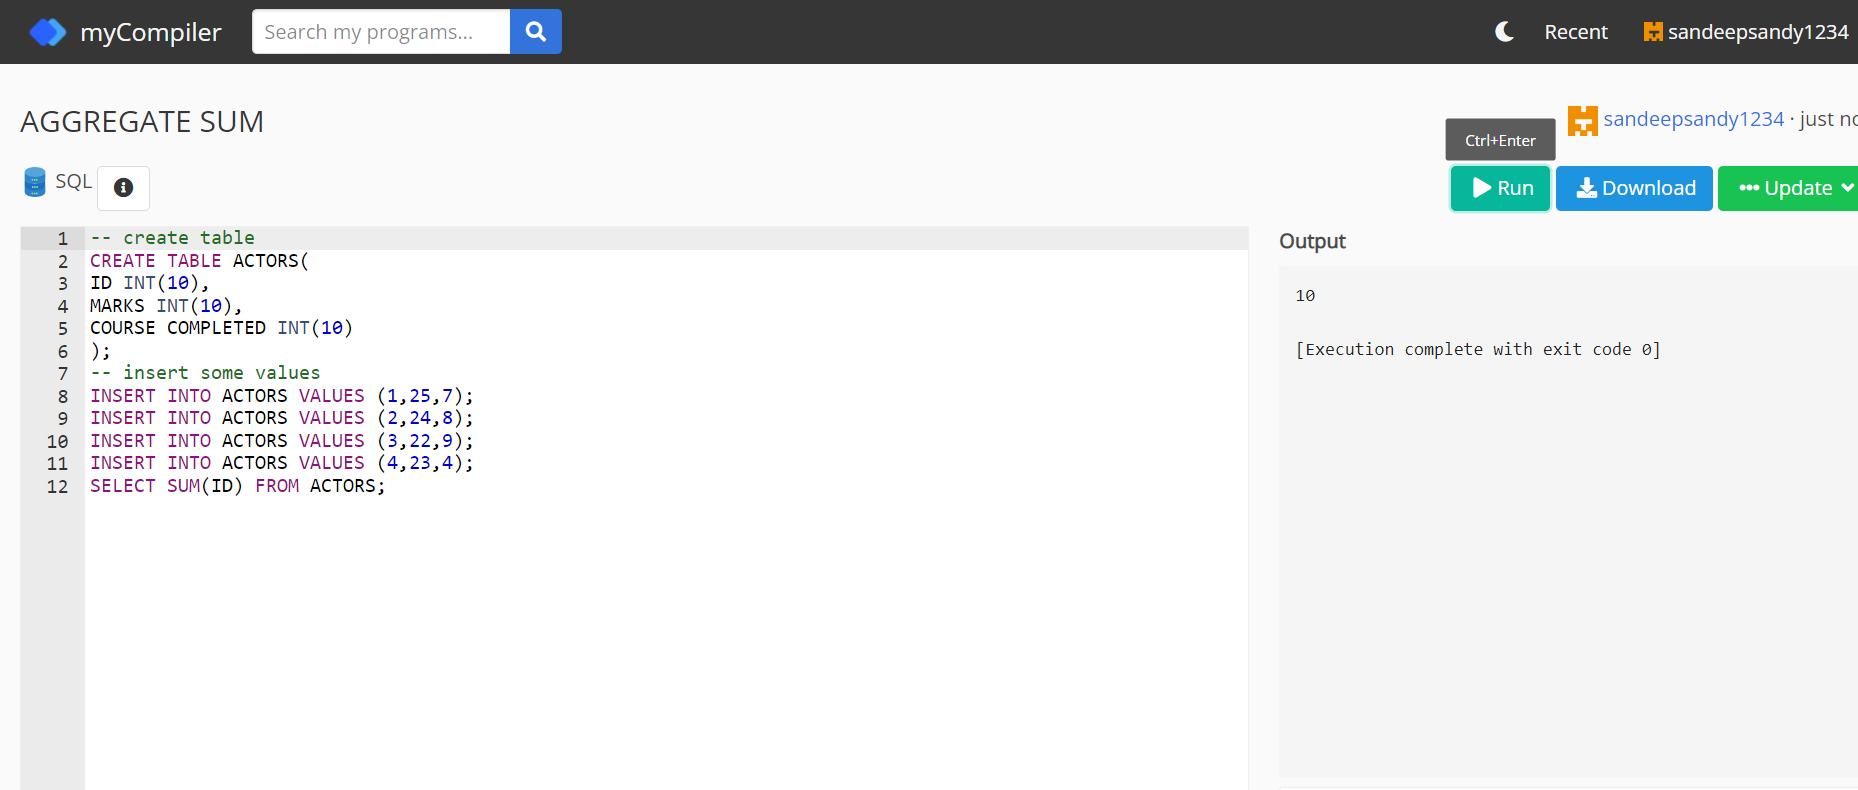 myCompiler
Search my programs...
Recent
sandeepsandy1234
AGGREGATE SUM
sandeepsandy1234 · just no
Ctrl+Enter
SQL
Run
Download
Update
1 -- create table
2 CREATE TABLE ACTORS(
3 ID INT(10),
4 MARKS INT(10),
5 COURSE COMPLETED INT(10)
6 );
7 -- insert some values
8 INSERT INTO ACTORS VALUES (1,25,7);
9 INSERT INTO ACTORS VALUES (2,24,8);
10 INSERT INTO ACTORS VALUES (3,22,9);
11 INSERT INTO ACTORS VALUES (4,23,4);
12 SELECT SUM(ID) FROM ACTORS;
Output
10
[Execution complete with exit code 0]